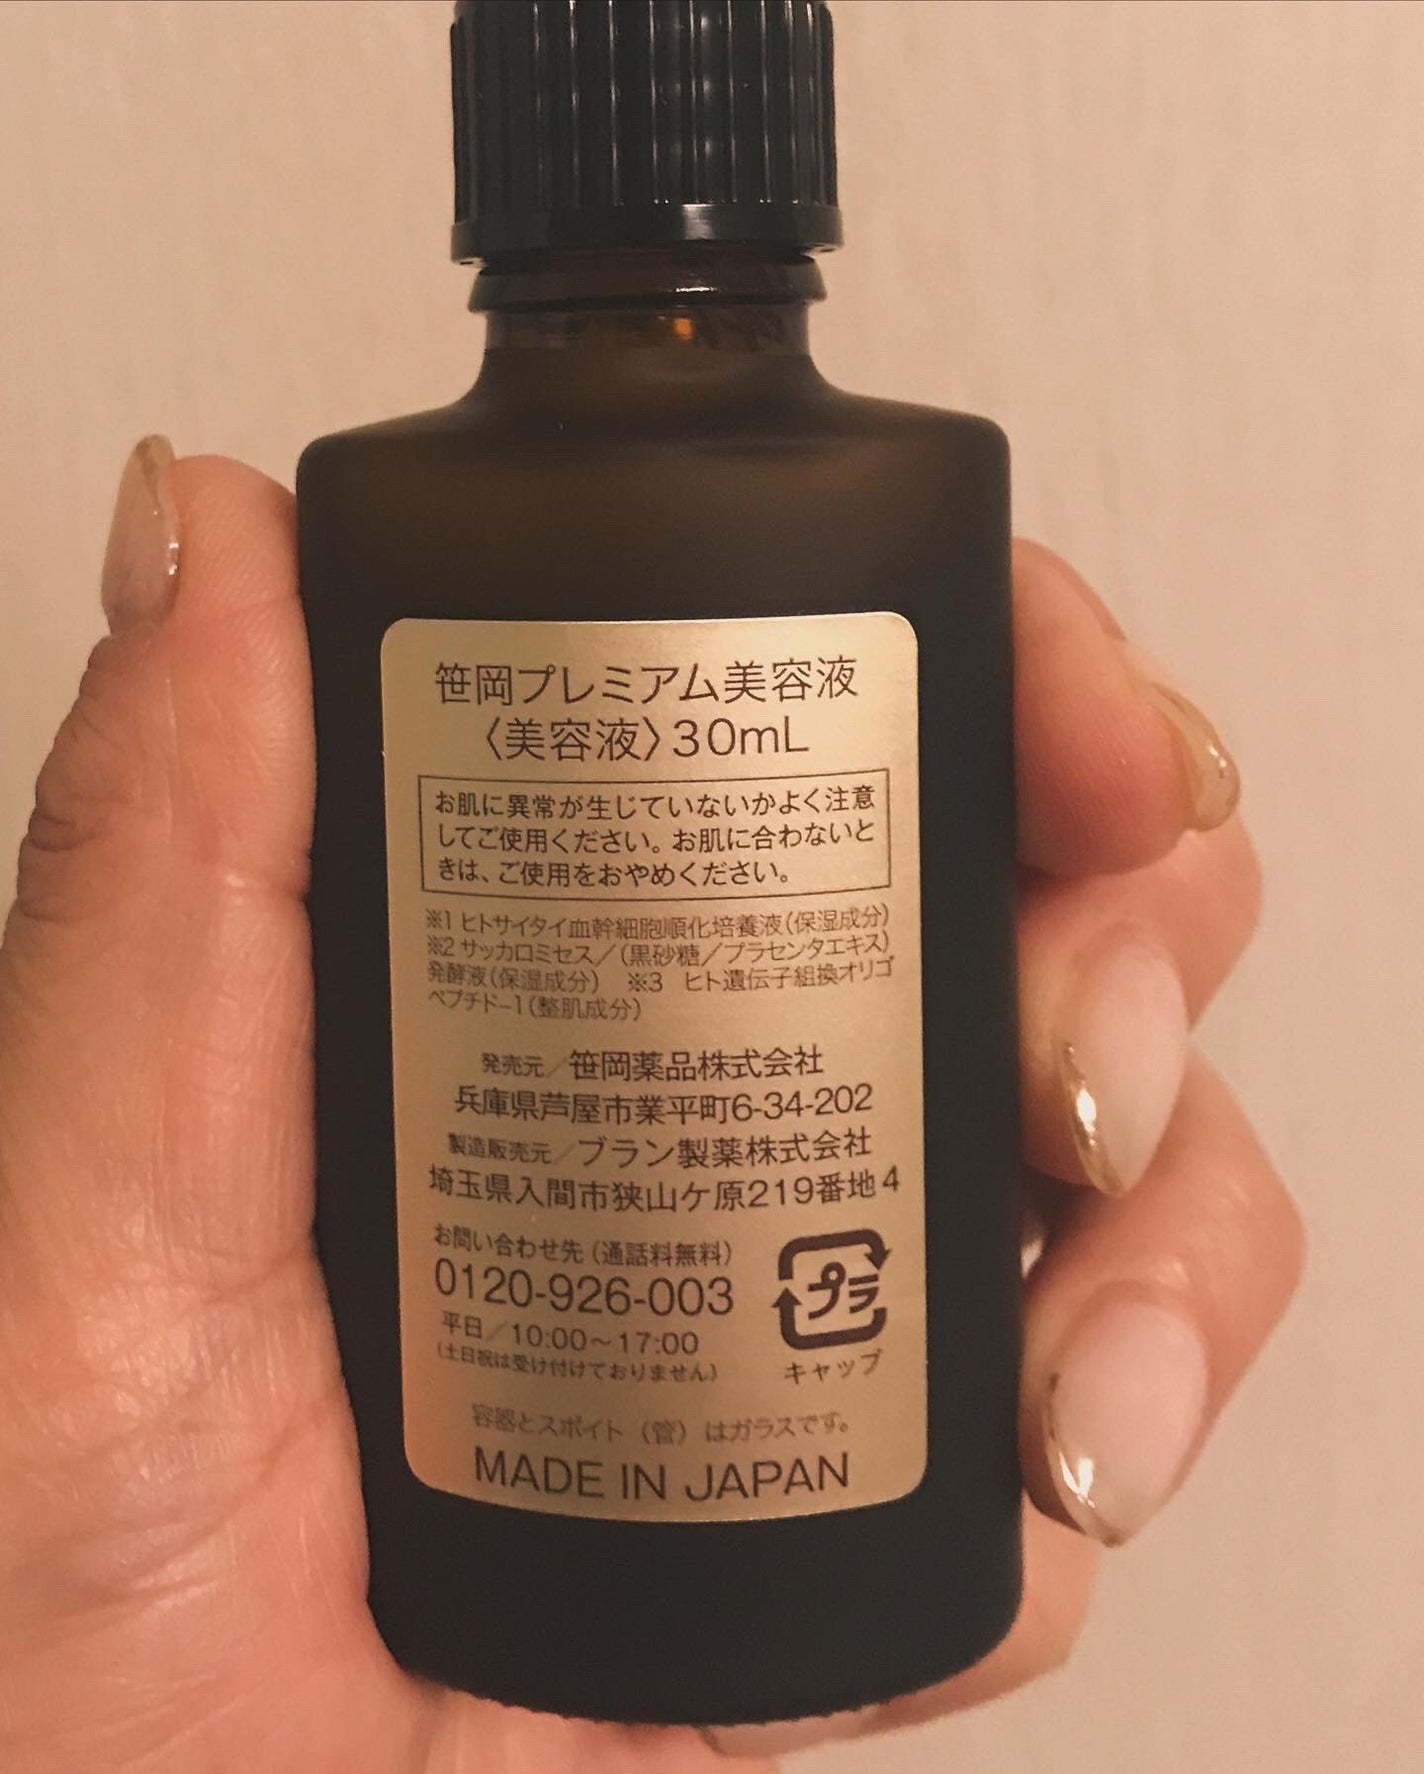 笹岡プレミアム美容液
〈美容液〉30mL
お肌に異常が生じていないかよく注意
してご使用ください。お肌に合わないと
きは、ご使用をおやめください。
※1 ヒトサイタイ血幹細胞順化培養液(保湿成分)
※2 サッカロミセス／(黒砂糖／プラセンタエキス)
発酵液(保湿成分) ※3 ヒト遺伝子組換オリゴ
ペプチド-1(整肌成分)
発売元／笹岡薬品株式会社
兵庫県芦屋市業平町6-34-202
製造販売元／ブラン製薬株式会社
埼玉県入間市狭山ケ原219番地4
お問い合わせ先(通話料無料)
0120-926-003
平日／10:00～17:00
(土日祝は受け付けておりません)
プラ
キャップ
容器とスポイト(管)はガラスです。
MADE IN JAPAN